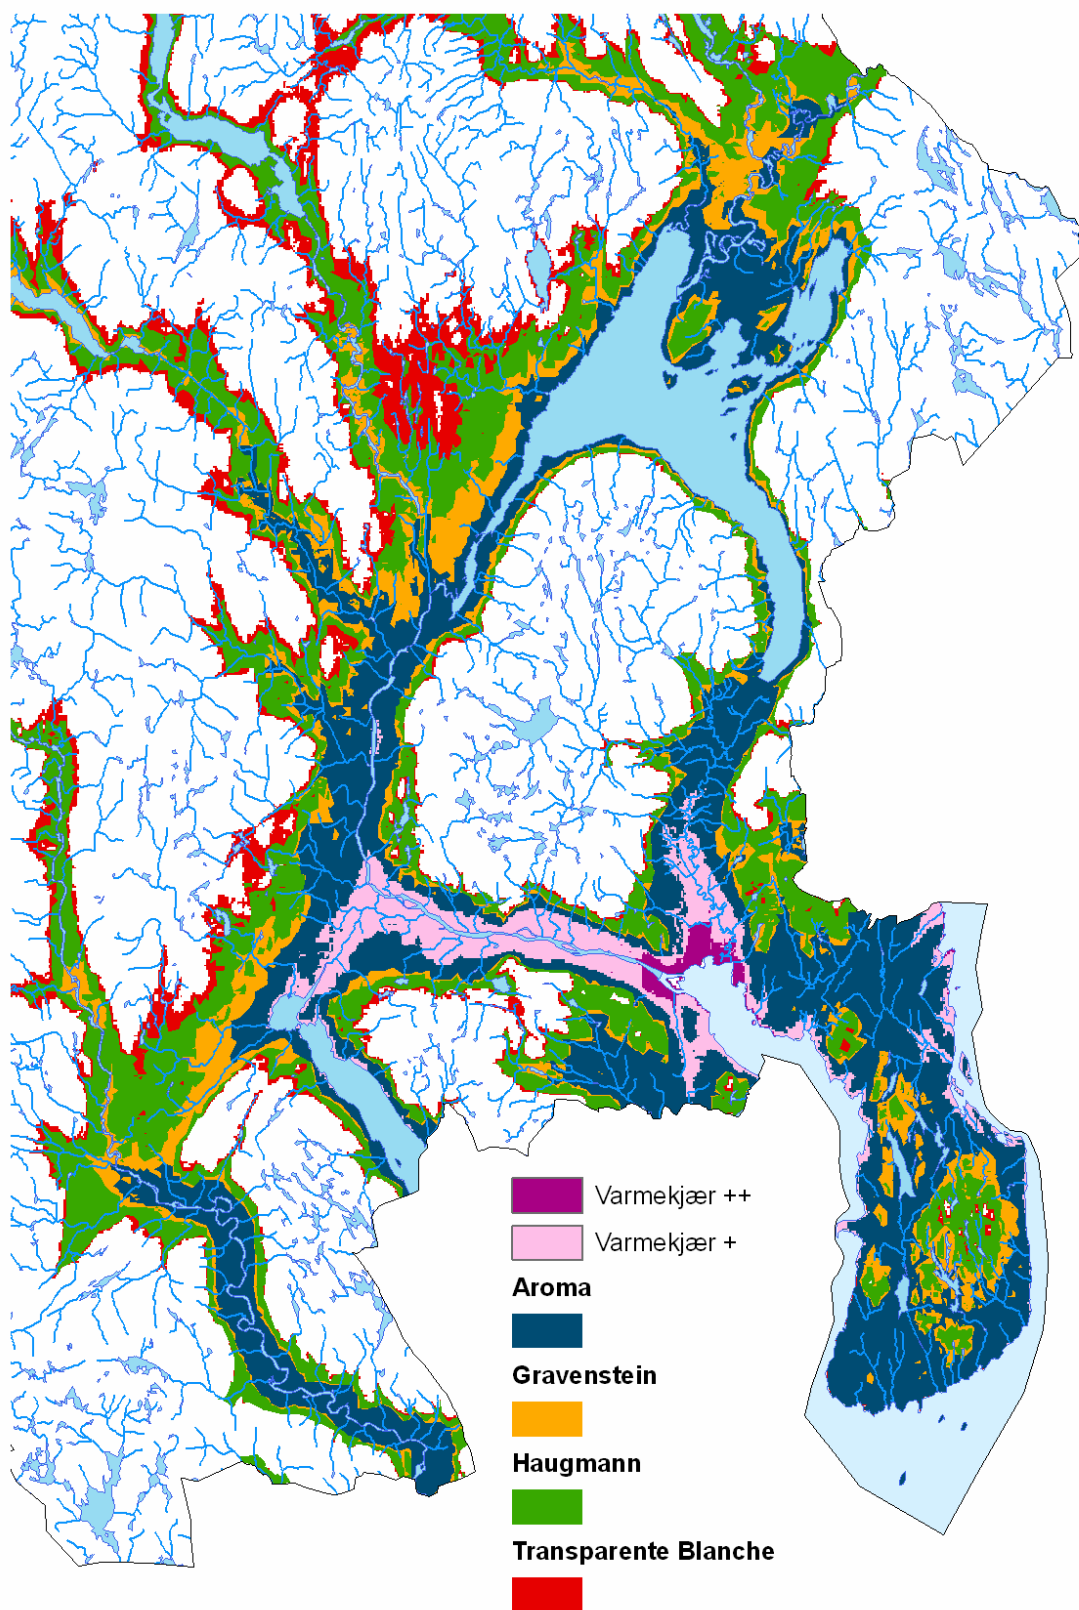 Varmekjær ++
Varmekjær +
Aroma
Gravenstein
Haugmann
Transparente Blanche